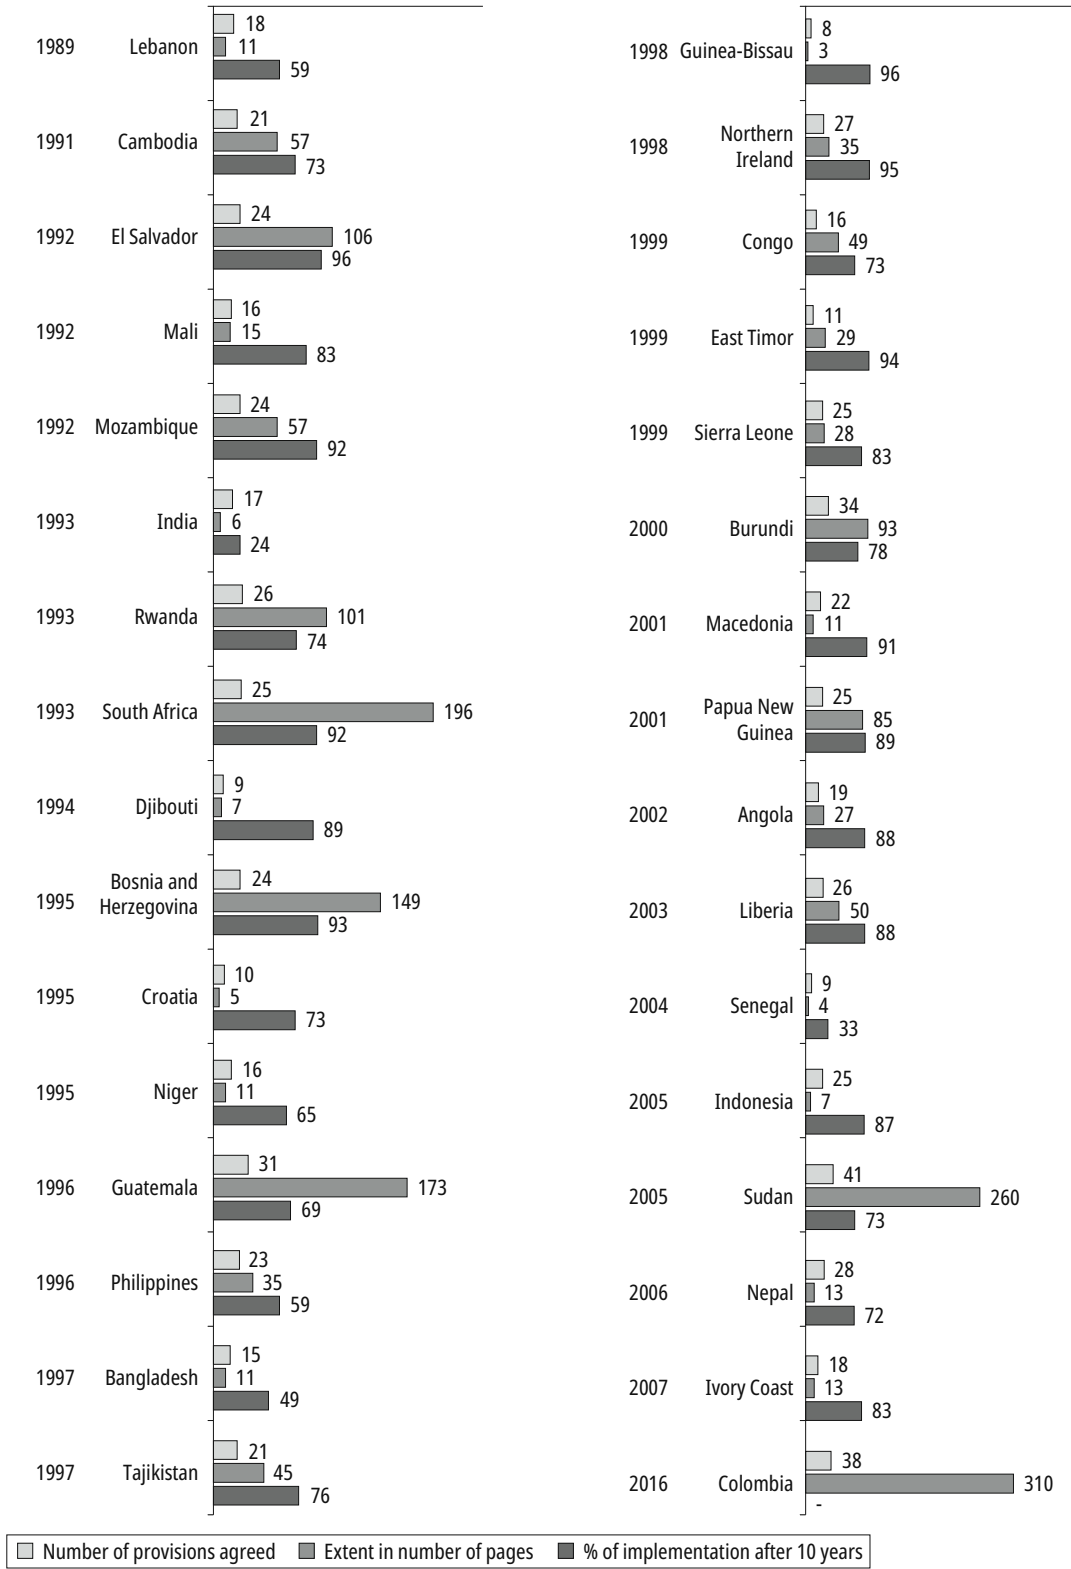 18
1989 Lebanon 11
59
21
1991 Cambodia 57
73
24
1992 El Salvador 106
96
16
1992 Mali 15
83
24
1992 Mozambique 57
92
17
1993 India 6
24
26
1993 Rwanda 101
74
25
1993 South Africa 196
92
9
1994 Djibouti 7
89
24
1995 Bosnia and
Herzegovina 149
93
10
1995 Croatia 5
73
16
1995 Niger 11
65
31
1996 Guatemala 173
69
23
1996 Philippines 35
59
15
1997 Bangladesh 11
49
21
1997 Tajikistan 45
76
8
1998 Guinea-Bissau 3
96
27
1998 Northern
Ireland 35
95
16
1999 Congo 49
73
11
1999 East Timor 29
94
25
1999 Sierra Leone 28
83
34
2000 Burundi 93
78
22
2001 Macedonia 11
91
25
2001 Papua New
Guinea 85
89
19
2002 Angola 27
88
26
2003 Liberia 50
88
9
2004 Senegal 4
33
25
2005 Indonesia 7
87
41
2005 Sudan 260
73
28
2006 Nepal 13
72
18
2007 Ivory Coast 13
83
38
2016 Colombia 310
-
Number of provisions agreed Extent in number of pages % of implementation after 10 years